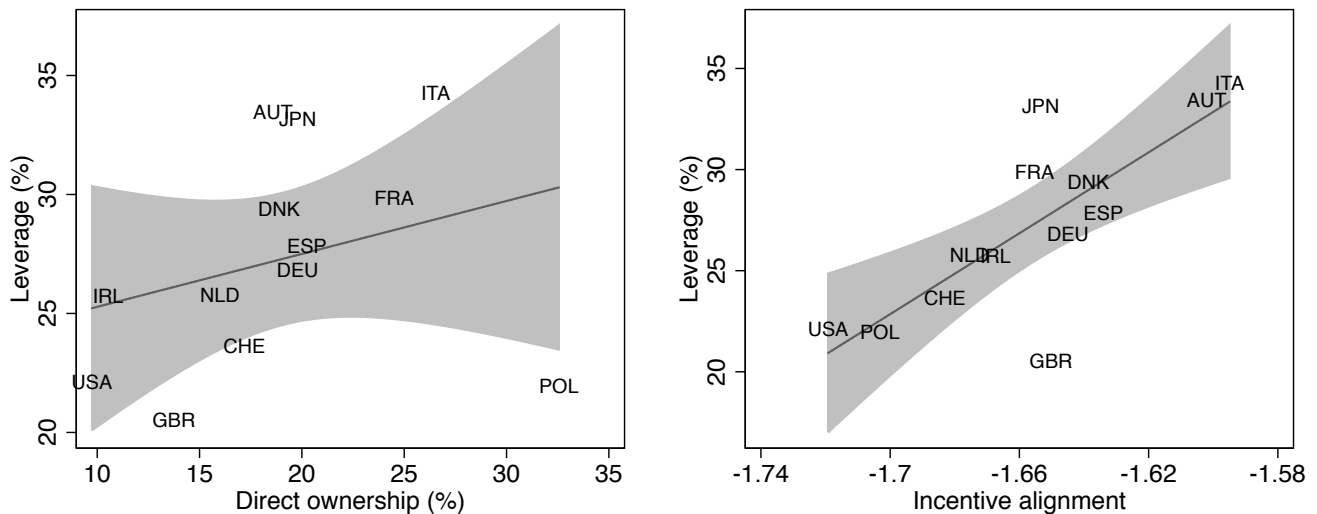 Leverage (%)
35
30
25
20
AUT
JPN
ITA
DNK
FRA
ESP
DEU
IRL
NLD
CHE
USA
GBR
POL
10 15 20 25 30 35
Direct ownership (%)
Leverage (%)
35
30
25
20
ITA
AUT
JPN
FRA
DNK
ESP
DEU
NLD
IRL
CHE
USA
POL
GBR
-1.74 -1.7 -1.66 -1.62 -1.58
Incentive alignment